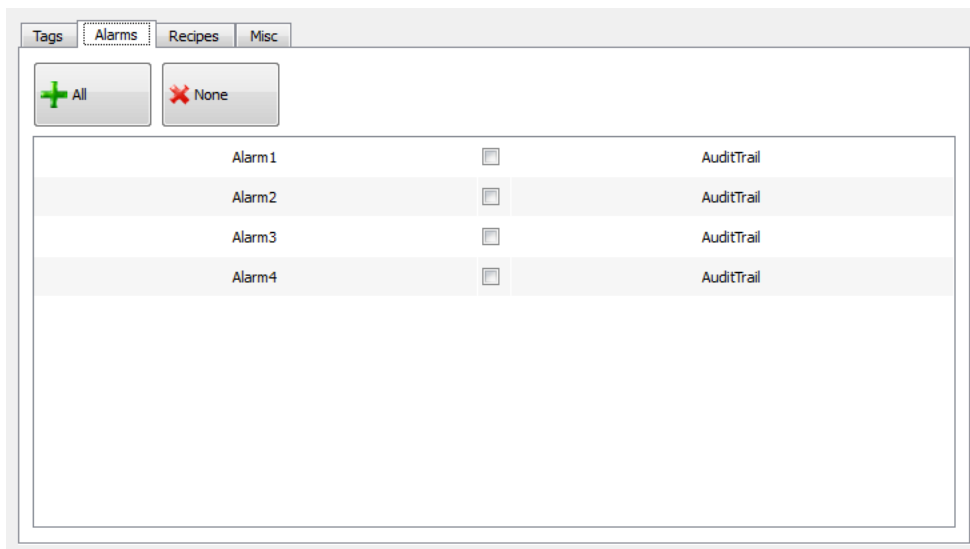 Tags Alarms Recipes Misc
All None
Alarm1 AuditTrail
Alarm2 AuditTrail
Alarm3 AuditTrail
Alarm4 AuditTrail